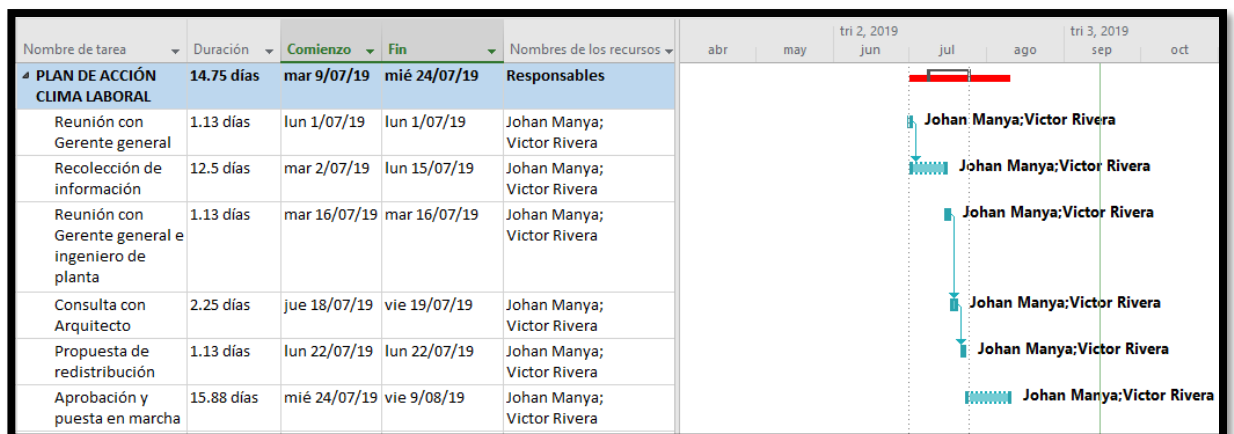 tri 2, 2019 tri 3, 2019
Nombre de tarea Duración Comienzo Fin Nombres de los recursos abr may jun jul ago sep oct
PLAN DE ACCIÓN 14.75 días mar 9/07/19 mié 24/07/19 Responsables
CLIMA LABORAL
Reunión con 1.13 días lun 1/07/19 lun 1/07/19 Johan Manya; Johan Manya;Victor Rivera
Gerente general Victor Rivera
Recolección de 12.5 días mar 2/07/19 lun 15/07/19 Johan Manya; Johan Manya;Victor Rivera
información Victor Rivera
Reunión con 1.13 días mar 16/07/19 mar 16/07/19 Johan Manya; Johan Manya;Victor Rivera
Gerente general e Victor Rivera
ingeniero de
planta
Consulta con 2.25 días jue 18/07/19 vie 19/07/19 Johan Manya; Johan Manya;Victor Rivera
Arquitecto Victor Rivera
Propuesta de 1.13 días lun 22/07/19 lun 22/07/19 Johan Manya; Johan Manya;Victor Rivera
redistribución Victor Rivera
Aprobación y 15.88 días mié 24/07/19 vie 9/08/19 Johan Manya; Johan Manya;Victor Rivera
puesta en marcha Victor Rivera